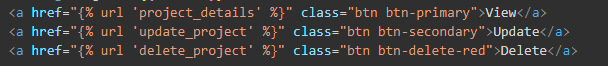 <a href="{% url 'project_details' %}" class="btn btn-primary">View</a>
<a href="{% url 'update_project' %}" class="btn btn-secondary">Update</a>
<a href="{% url 'delete_project' %}" class="btn btn-delete-red">Delete</a>